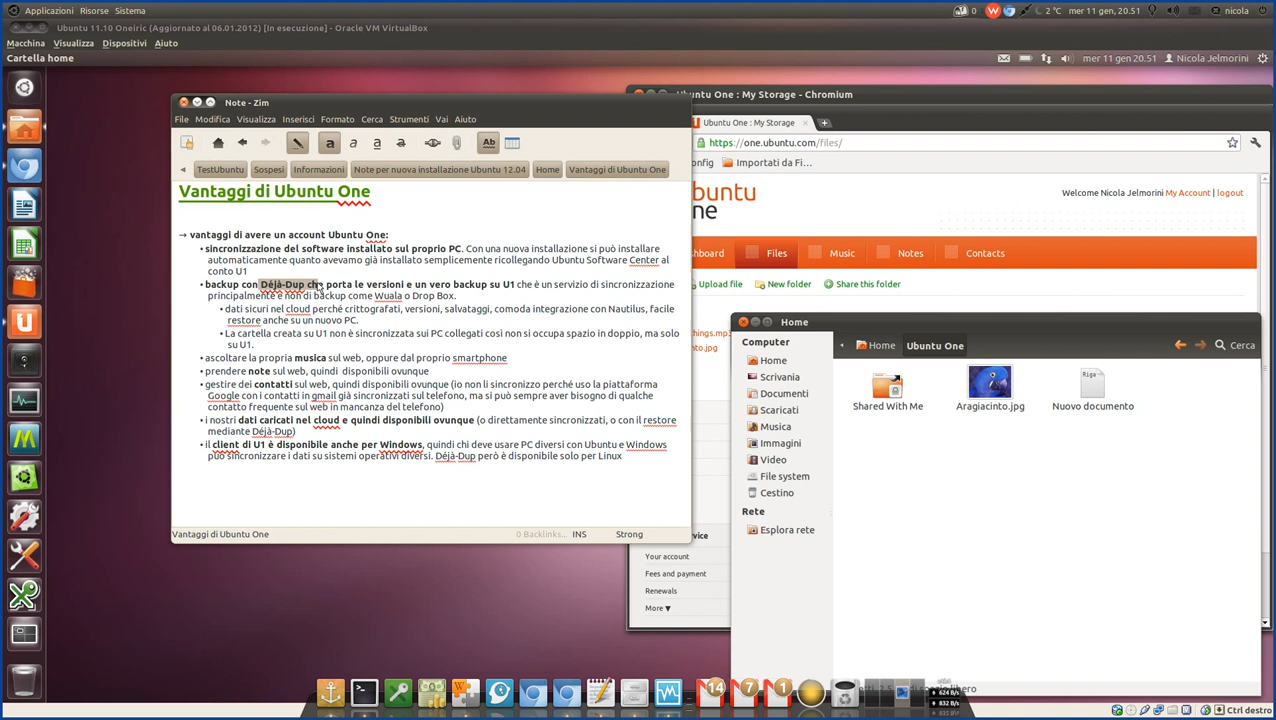 Applicazioni Risorse Sistema
0 2 °C mer 11 gen, 20.51 nicola
Ubuntu 11.10 Oneiric (Aggiornato al 06.01.2012) [In esecuzione] - Oracle VM VirtualBox
Macchina Visualizza Dispositivi Aiuto
Cartella home
mer 11 gen 20.51 Nicola Jelmorini
Note - Zim
File Modifica Visualizza Inserisci Formato Cerca Strumenti Vai Aiuto
a a a a Ab
TestUbuntu Sospesi Informazioni Note per nuova installazione Ubuntu 12.04 Home Vantaggi di Ubuntu One
Vantaggi di Ubuntu One
→ vantaggi di avere un account Ubuntu One:
• sincronizzazione del software installato sul proprio PC. Con una nuova installazione si può installare
automaticamente quanto avevamo già installato semplicemente ricollegando Ubuntu Software Center al
conto U1
• backup con Déjà-Dup che porta le versioni e un vero backup su U1 che è un servizio di sincronizzazione
principalmente e non di backup come Wuala o Drop Box.
• dati sicuri nel cloud perché crittografati, versioni, salvataggi, comoda integrazione con Nautilus, facile
restore anche su un nuovo PC.
• La cartella creata su U1 non è sincronizzata sui PC collegati così non si occupa spazio in doppio, ma solo
su U1.
• ascoltare la propria musica sul web, oppure dal proprio smartphone
• prendere note sul web, quindi disponibili ovunque
• gestire dei contatti sul web, quindi disponibili ovunque (io non li sincronizzo perché uso la piattaforma
Google con i contatti in gmail già sincronizzati sul telefono, ma si può sempre aver bisogno di qualche
contatto frequente sul web in mancanza del telefono)
• i nostri dati caricati nel cloud e quindi disponibili ovunque (o direttamente sincronizzati, o con il restore
mediante Déjà-Dup)
• il client di U1 è disponibile anche per Windows, quindi chi deve usare PC diversi con Ubuntu e Windows
può sincronizzare i dati su sistemi operativi diversi. Déjà-Dup però è disponibile solo per Linux
Vantaggi di Ubuntu One 0 Backlinks... INS Strong
Ubuntu One : My Storage - Chromium
Ubuntu One : My Storage
https://one.ubuntu.com/files/
onfig Importati da Fi...
ubuntu
one
Welcome Nicola Jelmorini My Account | logout
shboard Files Music Notes Contacts
Upload file New folder Share this folder
hings.mp3
to.jpg
Your account
Fees and payment
Renewals
More ▼
Home
Computer
Home
Scrivania
Documenti
Scaricati
Musica
Immagini
Video
File system
Cestino
Rete
Esplora rete
Home Ubuntu One Cerca
Shared With Me
Aragiacinto.jpg
Riga
Nuovo documento
14 7 1
624 B/s
832 B/s
Ctrl destro